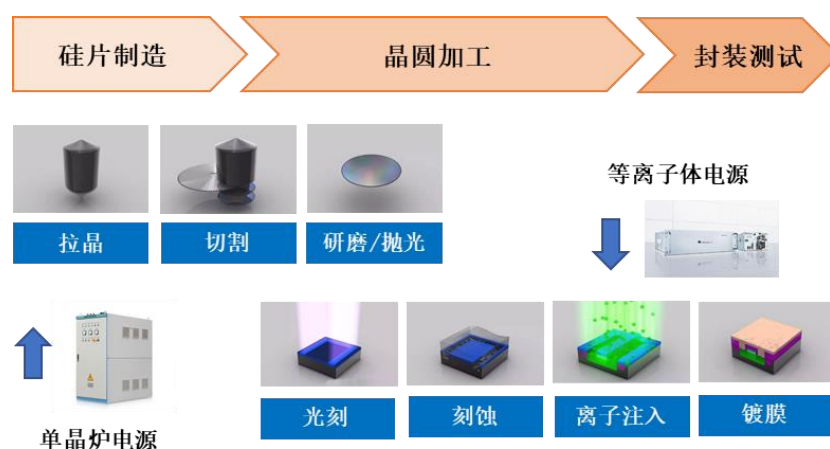 硅片制造
晶圆加工
封装测试
拉晶
切割
研磨/抛光
等离子体电源
单晶炉电源
光刻
刻蚀
离子注入
镀膜